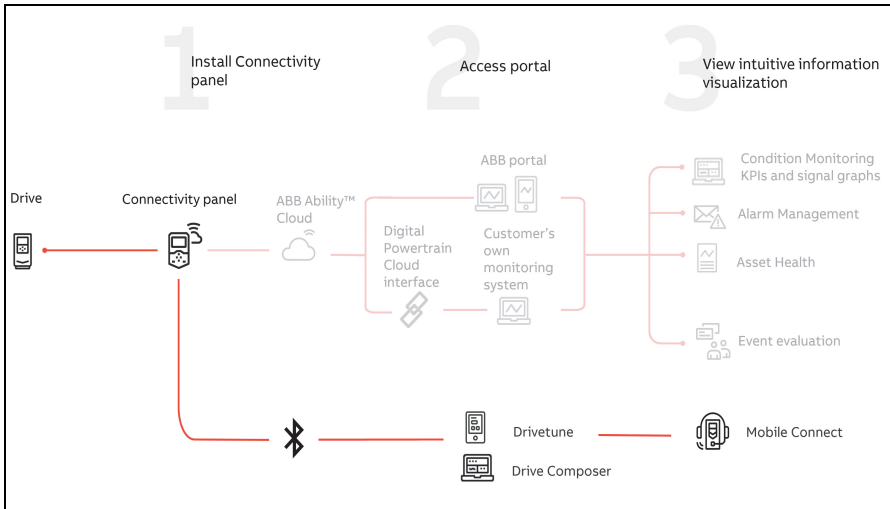 1
Install Connectivity
panel
2
Access portal
3
View intuitive information
visualization
Drive
Connectivity panel
ABB Ability™
Cloud
Digital
Powertrain
Cloud
interface
ABB portal
Customer's
own
monitoring
system
Condition Monitoring
KPIs and signal graphs
Alarm Management
Asset Health
Event evaluation
Drivetune
Drive Composer
Mobile Connect